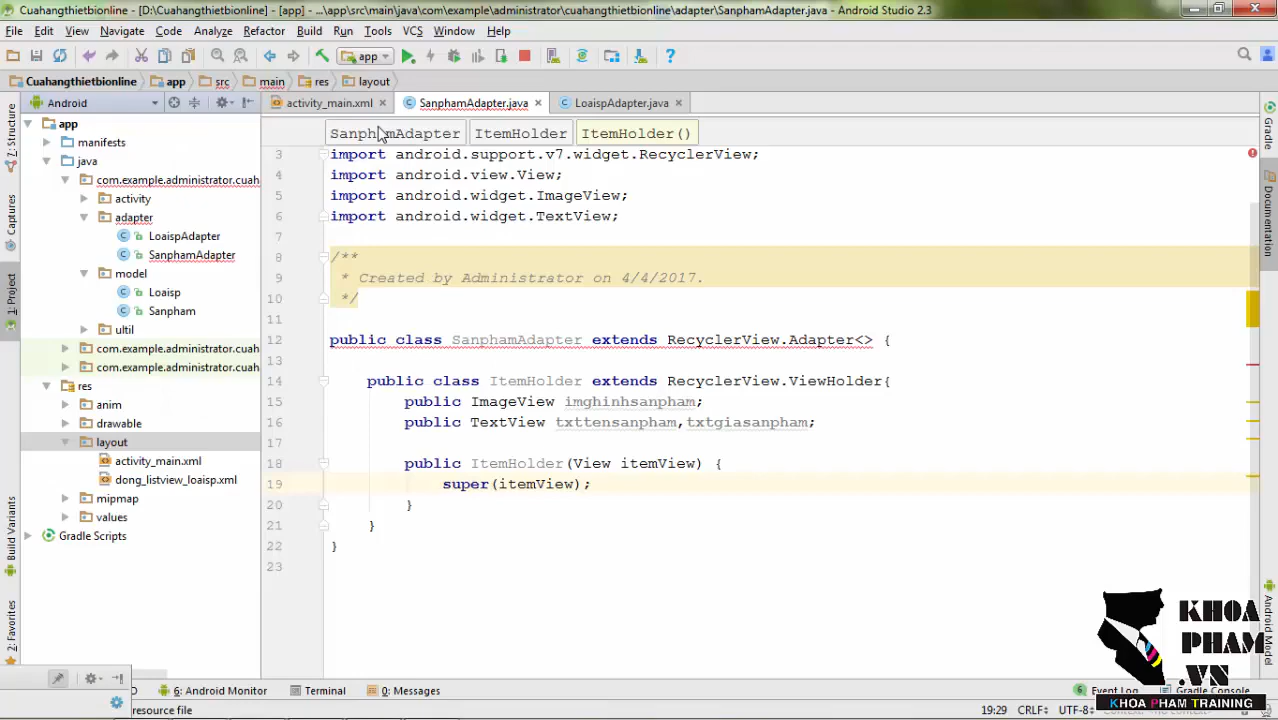 Cuahangthietbionline - [D:\Cuahangthietbionline] - [app] - ...\app\src\main\java\com\example\administrator\cuahangthietbionline\adapter\SanphamAdapter.java - Android Studio 2.3
File Edit View Navigate Code Analyze Refactor Build Run Tools VCS Window Help
app
Cuahangthietbionline app src main res layout
Android activity_main.xml SanphamAdapter.java LoaispAdapter.java
SanphamAdapter ItemHolder ItemHolder()
Z: Structure
Captures
1: Project
Build Variants
2: Favorites
app
manifests
java
com.example.administrator.cuah
activity
adapter
LoaispAdapter
SanphamAdapter
model
Loaisp
Sanpham
ultil
com.example.administrator.cuah
com.example.administrator.cuah
res
anim
drawable
layout
activity_main.xml
dong_listview_loaisp.xml
mipmap
values
Gradle Scripts
3 import android.support.v7.widget.RecyclerView;
4 import android.view.View;
5 import android.widget.ImageView;
6 import android.widget.TextView;
7
8 /**
9 * Created by Administrator on 4/4/2017.
10 */
11
12 public class SanphamAdapter extends RecyclerView.Adapter<> {
13
14 public class ItemHolder extends RecyclerView.ViewHolder{
15 public ImageView imghinhsanpham;
16 public TextView txttensanpham,txtgiasanpham;
17
18 public ItemHolder(View itemView) {
19 super(itemView);
20 }
21 }
22 }
23
Gradle
Documentation
Android Model
KHOA
PHAM
.VN
KHOA PHAM TRAINING
6: Android Monitor Terminal 0: Messages 6 Event Log Gradle Console
resource file 19:29 CRLF: UTF-8: